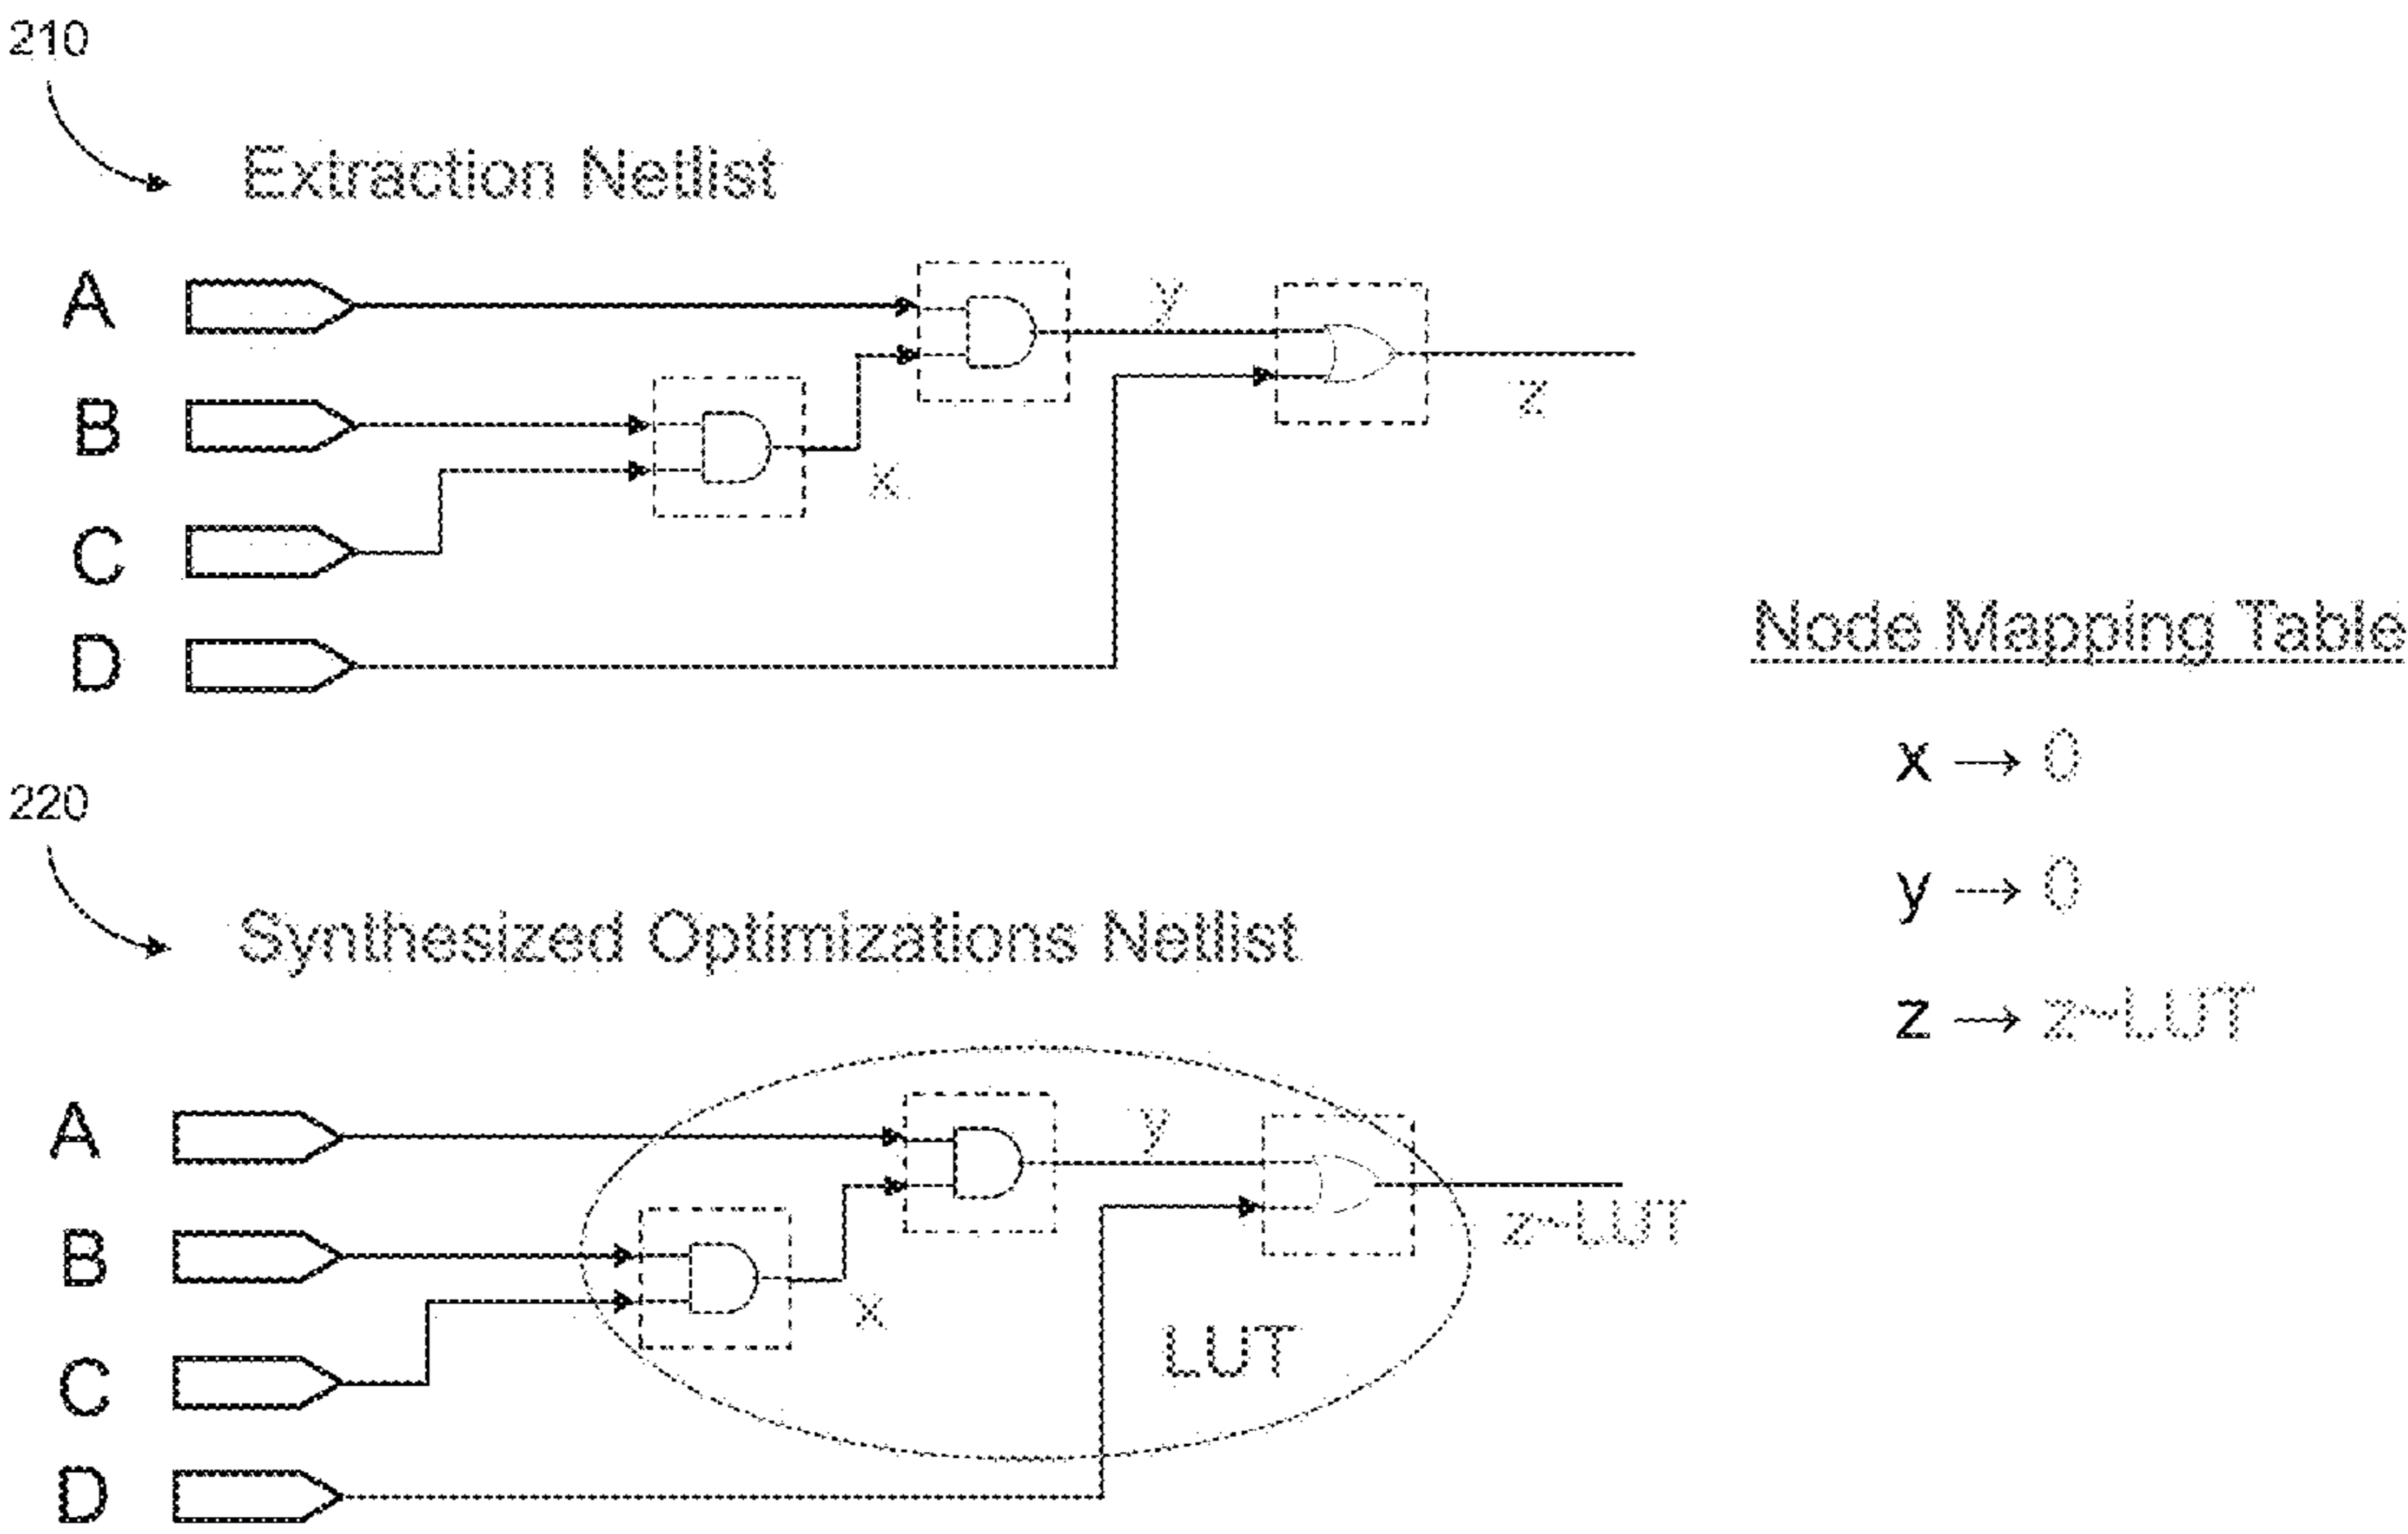 210
Extraction Netlist
A
y
B
z
x
C
D
Node Mapping Table
x → 0
y → 0
z → z~LUT
220
Synthesized Optimizations Netlist
A
y
z~LUT
B
x
LUT
C
D